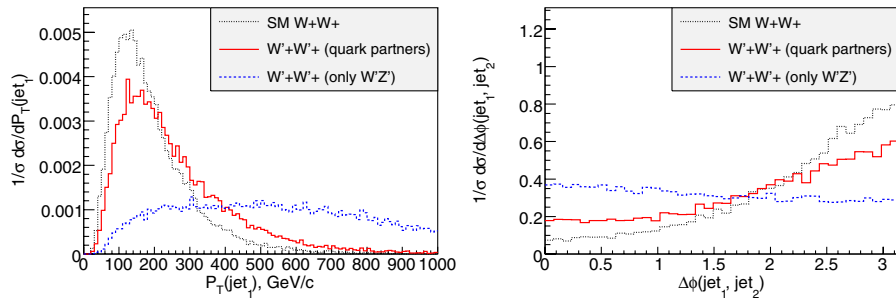 1/σ dσ/dP_T(jet_1)
0.005
0.004
0.003
0.002
0.001
0
0 100 200 300 400 500 600 700 800 900 1000
P_T(jet_1), GeV/c
SM W+W+
W'+W'+ (quark partners)
W'+W'+ (only W'Z')
1/σ dσ/dΔϕ(jet_1, jet_2)
1.2
1
0.8
0.6
0.4
0.2
0
0 0.5 1 1.5 2 2.5 3
Δϕ(jet_1, jet_2)
SM W+W+
W'+W'+ (quark partners)
W'+W'+ (only W'Z')